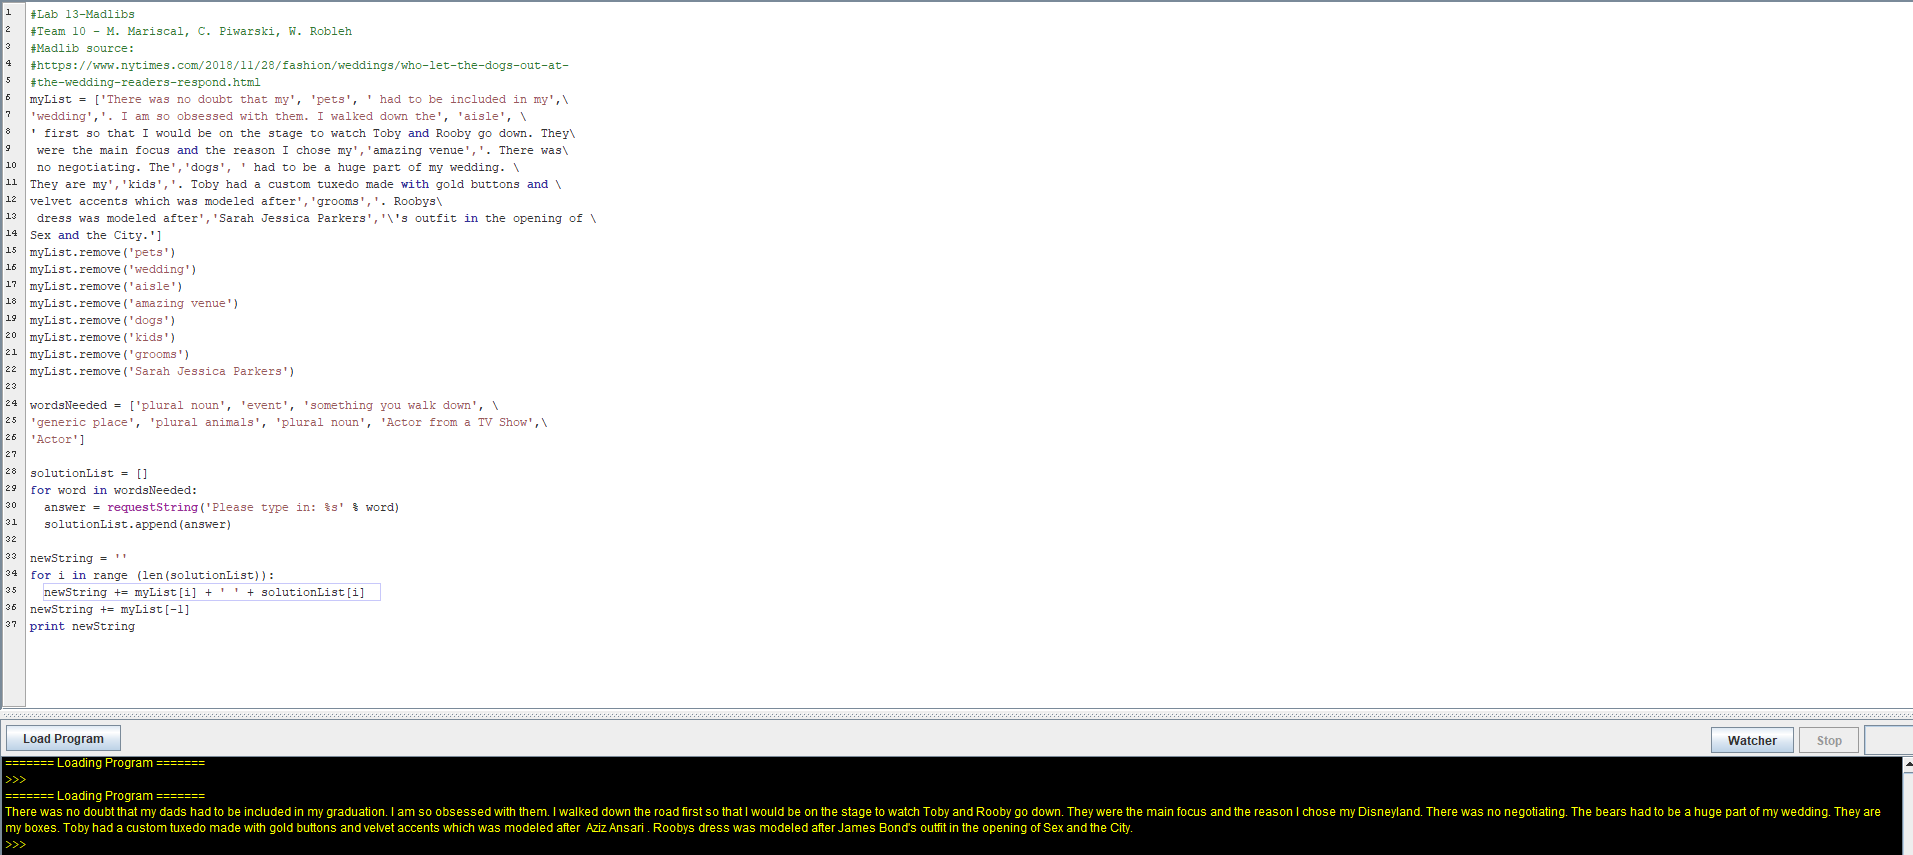 1 #Lab 13-Madlibs
2 #Team 10 - M. Mariscal, C. Piwarski, W. Robleh
3 #Madlib source:
4 #https://www.nytimes.com/2018/11/28/fashion/weddings/who-let-the-dogs-out-at-
5 #the-wedding-readers-respond.html
6 myList = ['There was no doubt that my', 'pets', ' had to be included in my',\
7 'wedding','. I am so obsessed with them. I walked down the', 'aisle', \
8 ' first so that I would be on the stage to watch Toby and Rooby go down. They\
9  were the main focus and the reason I chose my','amazing venue','. There was\
10  no negotiating. The','dogs', ' had to be a huge part of my wedding. \
11 They are my','kids','. Toby had a custom tuxedo made with gold buttons and \
12 velvet accents which was modeled after','grooms','. Roobys\
13  dress was modeled after','Sarah Jessica Parkers','\'s outfit in the opening of \
14 Sex and the City.']
15 myList.remove('pets')
16 myList.remove('wedding')
17 myList.remove('aisle')
18 myList.remove('amazing venue')
19 myList.remove('dogs')
20 myList.remove('kids')
21 myList.remove('grooms')
22 myList.remove('Sarah Jessica Parkers')
23
24 wordsNeeded = ['plural noun', 'event', 'something you walk down', \
25 'generic place', 'plural animals', 'plural noun', 'Actor from a TV Show',\
26 'Actor']
27
28 solutionList = []
29 for word in wordsNeeded:
30   answer = requestString('Please type in: %s' % word)
31   solutionList.append(answer)
32
33 newString = ''
34 for i in range (len(solutionList)):
35   newString += myList[i] + ' ' + solutionList[i]
36 newString += myList[-1]
37 print newString
Load Program
Watcher
Stop
======= Loading Program =======
>>>
======= Loading Program =======
There was no doubt that my dads had to be included in my graduation. I am so obsessed with them. I walked down the road first so that I would be on the stage to watch Toby and Rooby go down. They were the main focus and the reason I chose my Disneyland. There was no negotiating. The bears had to be a huge part of my wedding. They are
my boxes. Toby had a custom tuxedo made with gold buttons and velvet accents which was modeled after  Aziz Ansari . Roobys dress was modeled after James Bond's outfit in the opening of Sex and the City.
>>>